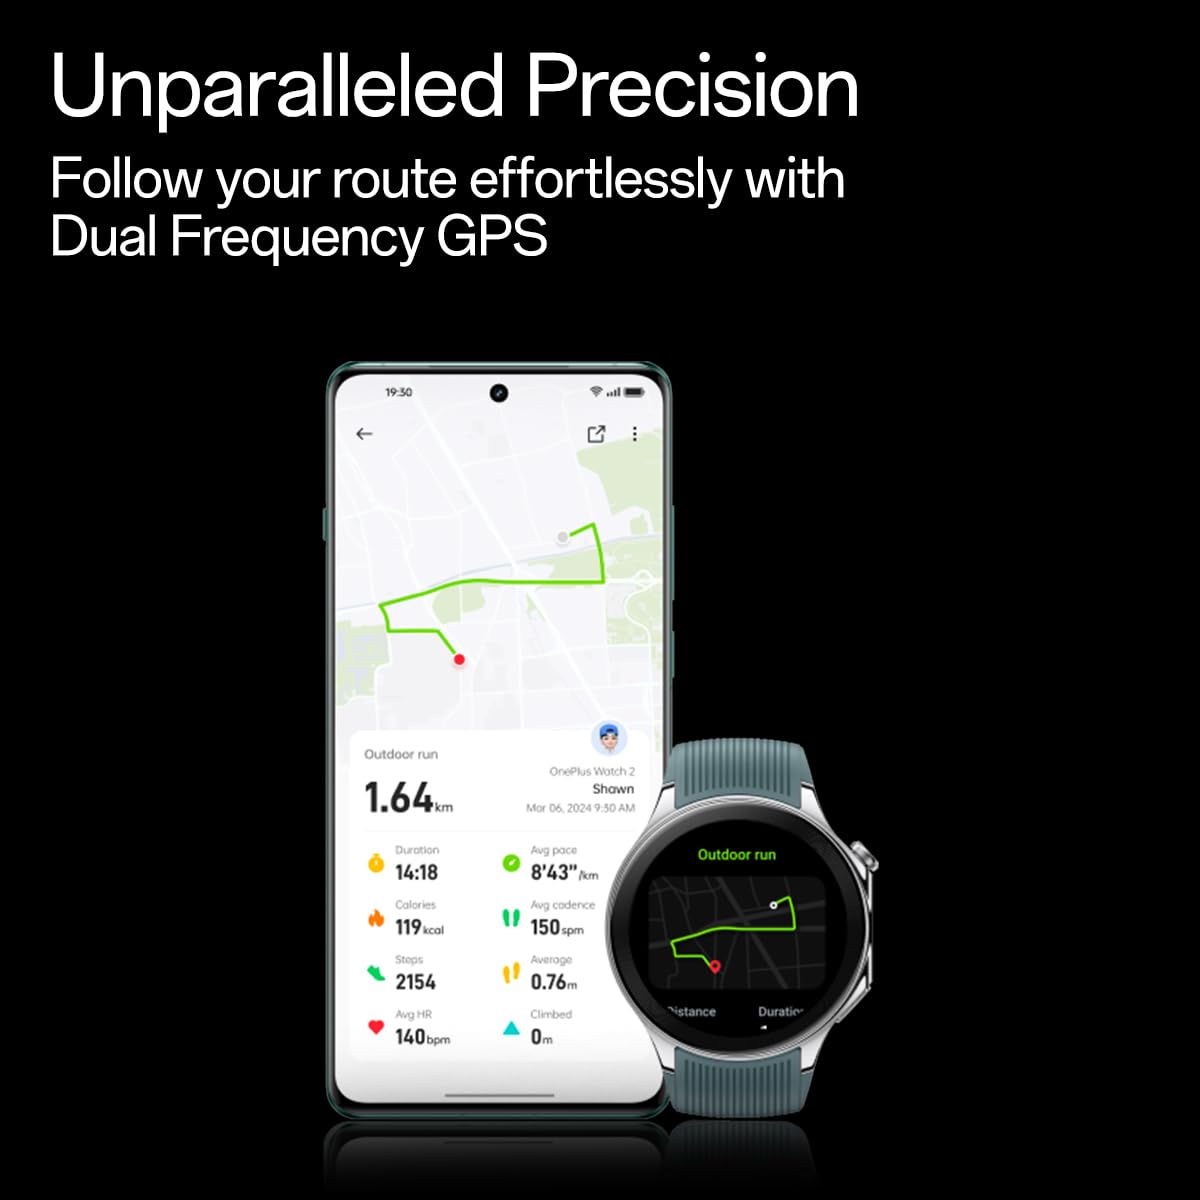 Unparalleled Precision
Follow your route effortlessly with
Dual Frequency GPS
19:30
Outdoor run
1.64km
OnePlus Watch 2
Shawn
Mar 06, 2024 9:30 AM
Duration
14:18
Avg pace
8'43"/km
Calories
119kcal
Avg cadence
150spm
Steps
2154
Average
0.76m
Avg HR
140bpm
Climbed
0m
Outdoor run
Distance
Duration